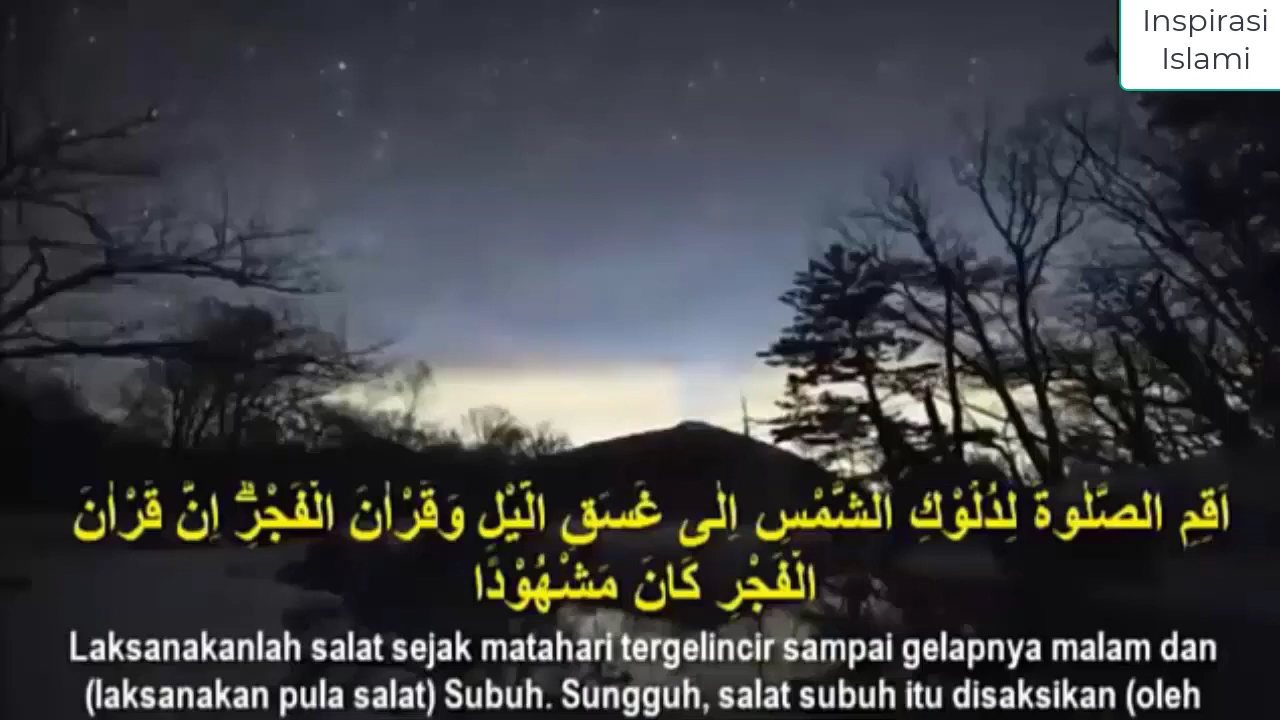 Inspirasi
Islami
اَقِمِ الصَّلٰوةَ لِدُلُوْكِ الشَّمْسِ اِلٰى غَسَقِ الَّيْلِ وَقُرْاٰنَ الْفَجْرِۗ اِنَّ قُرْاٰنَ
الْفَجْرِ كَانَ مَشْهُوْدًا
Laksanakanlah salat sejak matahari tergelincir sampai gelapnya malam dan
(laksanakan pula salat) Subuh. Sungguh, salat subuh itu disaksikan (oleh